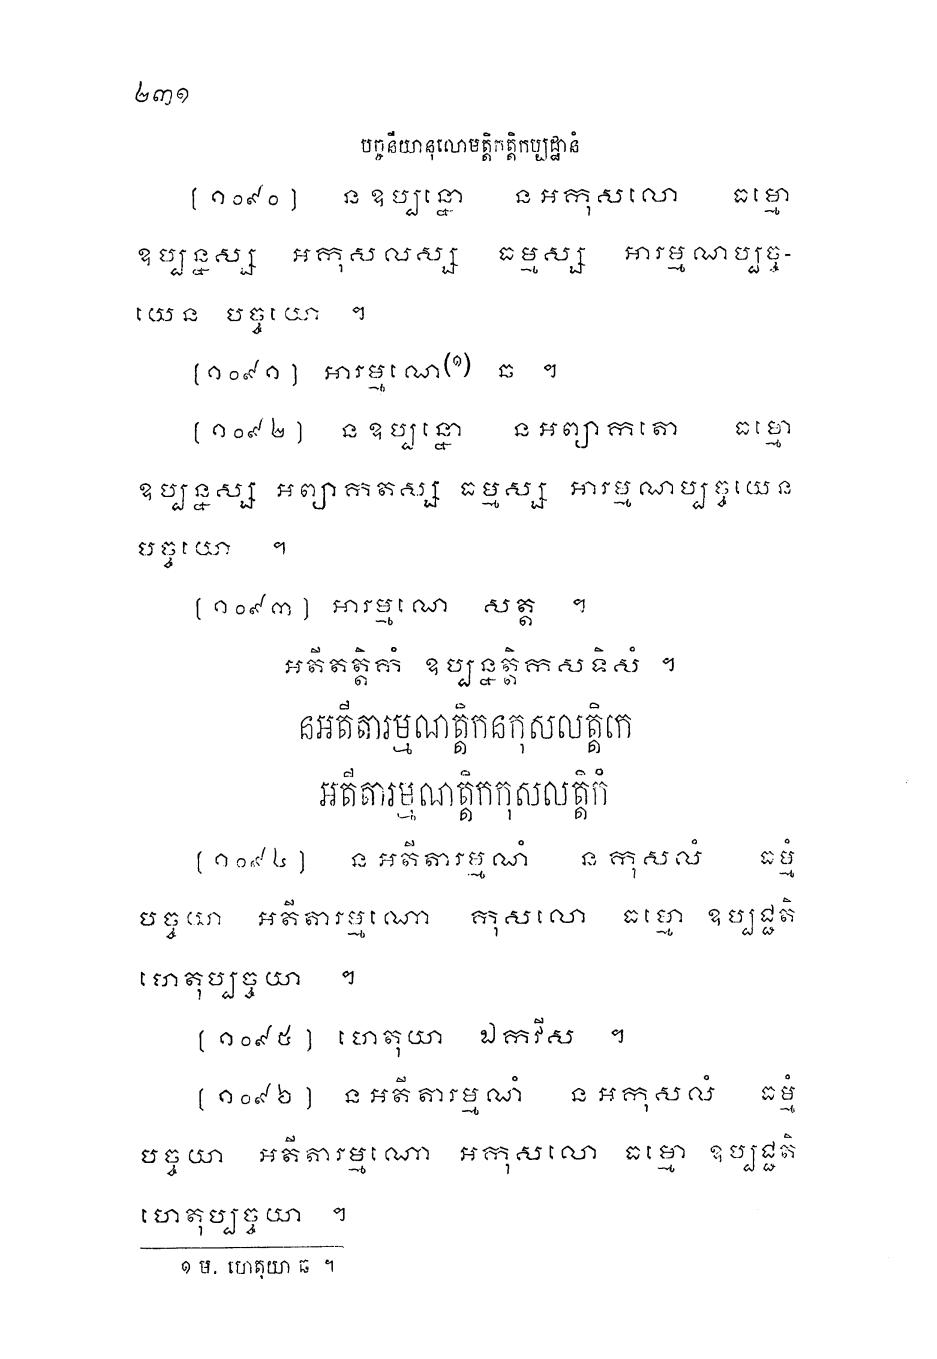 ២៣១
បច្ចនីយានុលោមត្តិកត្តិកប្បដ្ឋានំ
[១០៩០] នឧប្បន្នោ នអកុសលោ ធម្មោ
ឧប្បន្នស្ស អកុសលស្ស ធម្មស្ស អារម្មណប្បច្ច-
យេន បច្ចយោ ។
[១០៩១] អារម្មណេ(១) ឆ ។
[១០៩២] នឧប្បន្នោ នអព្យាកតោ ធម្មោ
ឧប្បន្នស្ស អព្យាកតស្ស ធម្មស្ស អារម្មណប្បច្ចយេន
បច្ចយោ ។
[១០៩៣] អារម្មណេ សត្ត ។
អតីតត្តិកំ ឧប្បន្នត្តិកសទិសំ ។
នអតីតារម្មណត្តិកនកុសលត្តិកេ
អតីតារម្មណត្តិកកុសលត្តិកំ
[១០៩៤] នអតីតារម្មណំ នកុសលំ ធម្មំ
បច្ចយា អតីតារម្មណោ កុសលោ ធម្មោ ឧប្បជ្ជតិ
ហេតុប្បច្ចយា ។
[១០៩៥] ហេតុយា ឯកវីស ។
[១០៩៦] នអតីតារម្មណំ នអកុសលំ ធម្មំ
បច្ចយា អតីតារម្មណោ អកុសលោ ធម្មោ ឧប្បជ្ជតិ
ហេតុប្បច្ចយា ។
១ ម. ហេតុយា ឆ ។